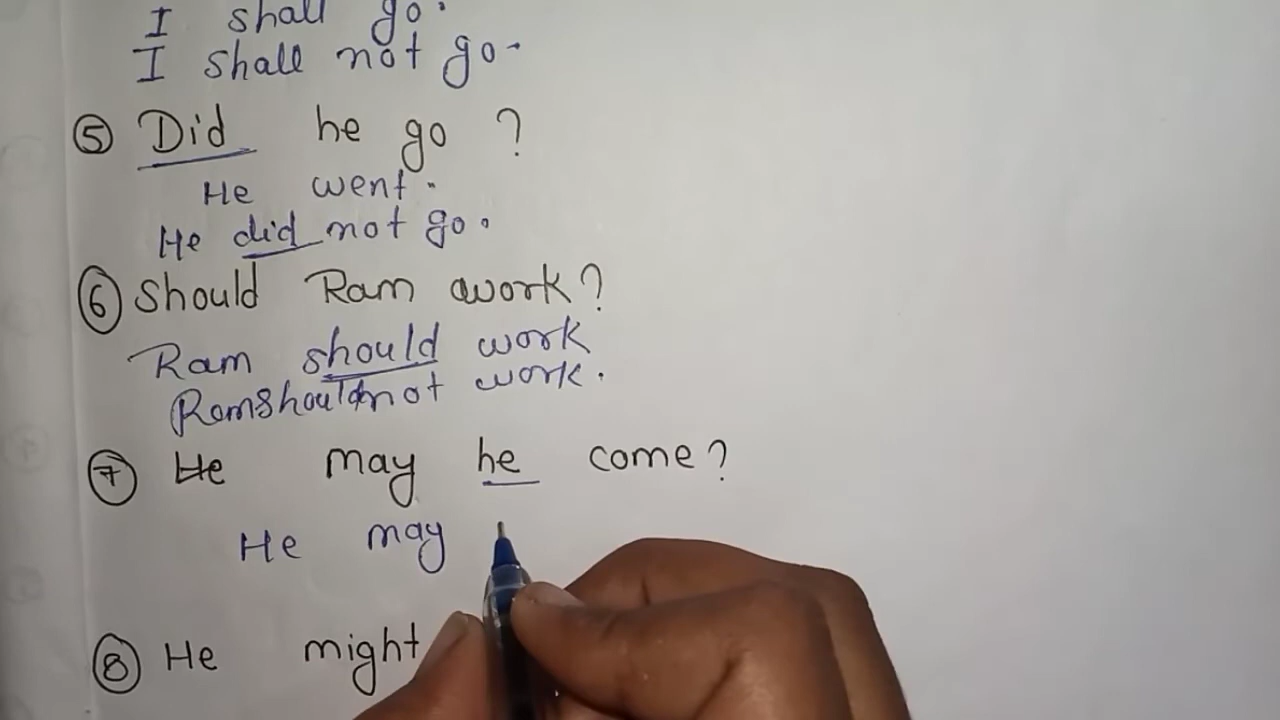 I shall go.
I shall not go.
⑤ Did he go ?
He went.
He did not go.
⑥ Should Ram work?
Ram should work
Ram should not work.
⑦ He may he come?
He may
⑧ He might